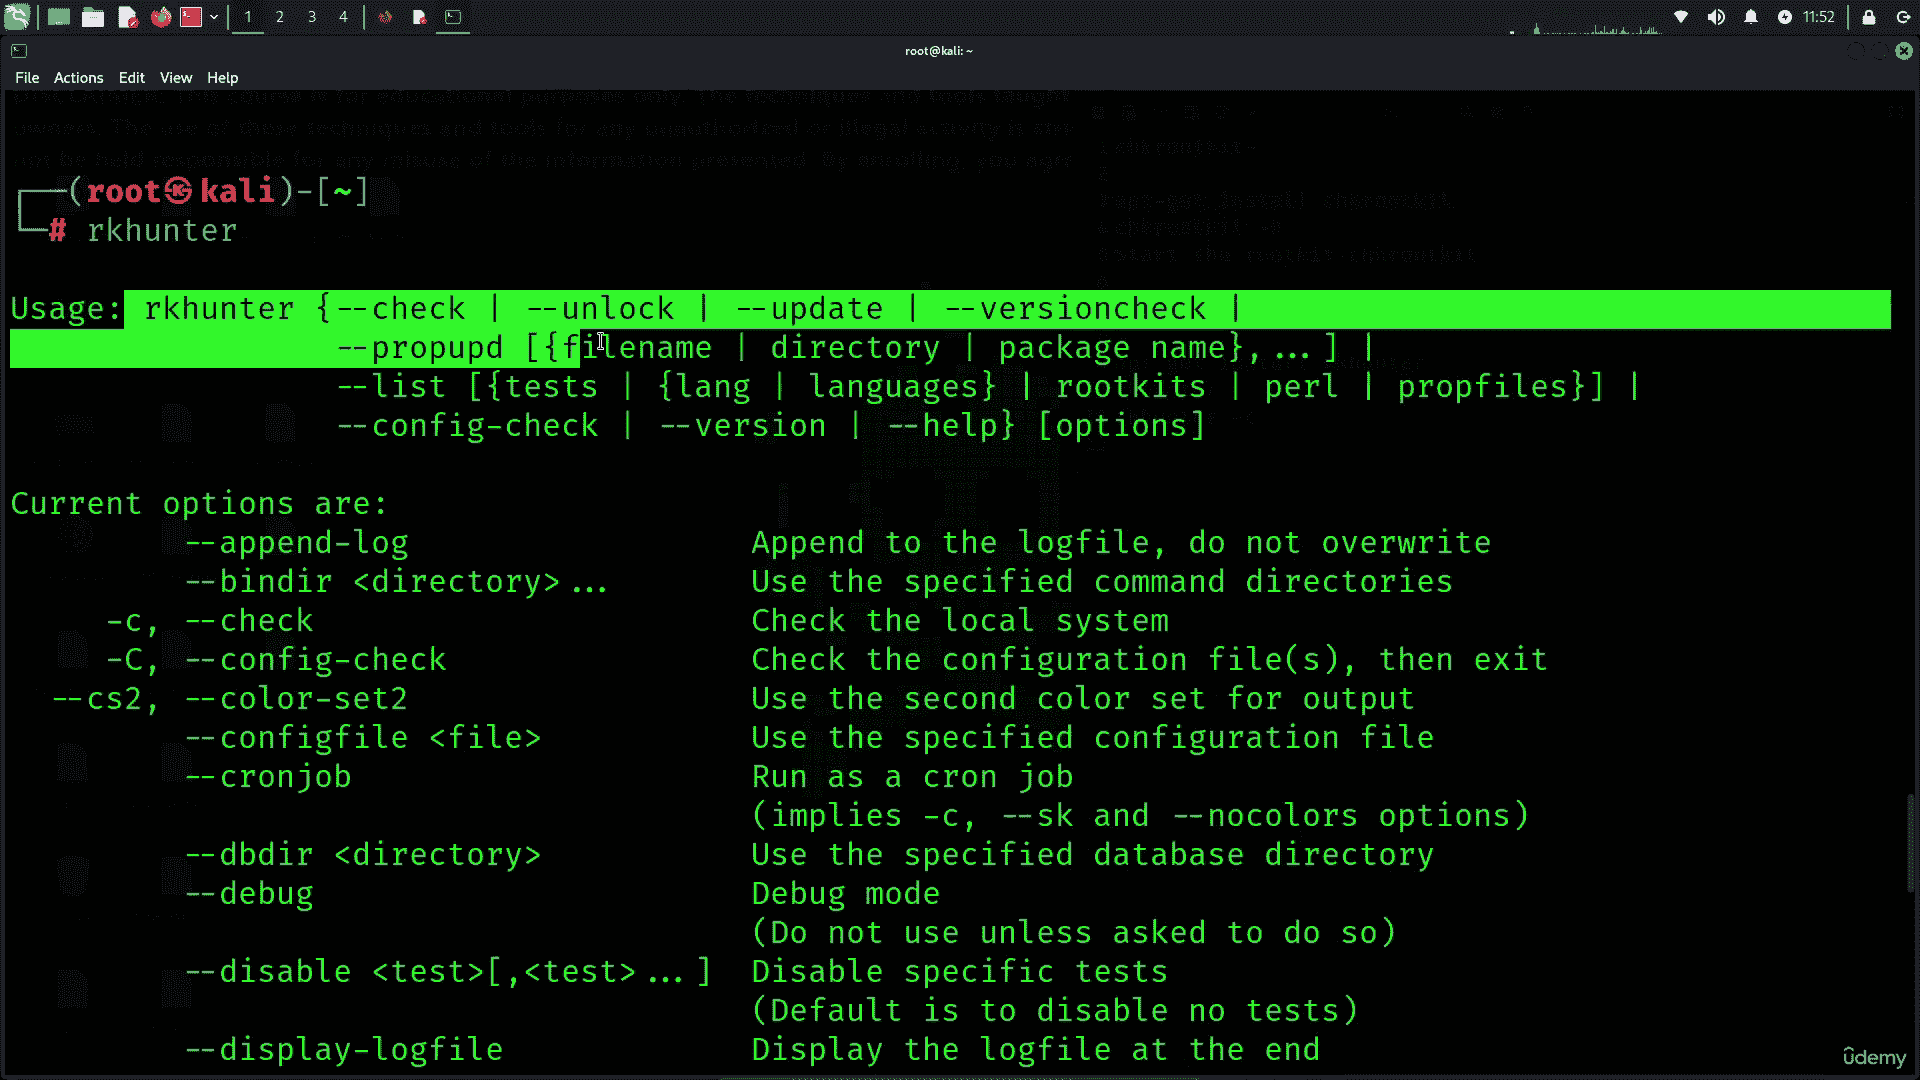 1 2 3 4 11:52
root@kali: ~
File Actions Edit View Help
(root㉿kali)-[~]
# rkhunter
Usage: rkhunter {--check | --unlock | --update | --versioncheck |
--propupd [{filename | directory | package name},...] |
--list [{tests | {lang | languages} | rootkits | perl | propfiles}] |
--config-check | --version | --help} [options]
Current options are:
--append-log Append to the logfile, do not overwrite
--bindir <directory>... Use the specified command directories
-c, --check Check the local system
-C, --config-check Check the configuration file(s), then exit
--cs2, --color-set2 Use the second color set for output
--configfile <file> Use the specified configuration file
--cronjob Run as a cron job
(implies -c, --sk and --nocolors options)
--dbdir <directory> Use the specified database directory
--debug Debug mode
(Do not use unless asked to do so)
--disable <test>[,<test>...] Disable specific tests
(Default is to disable no tests)
--display-logfile Display the logfile at the end
ûdemy